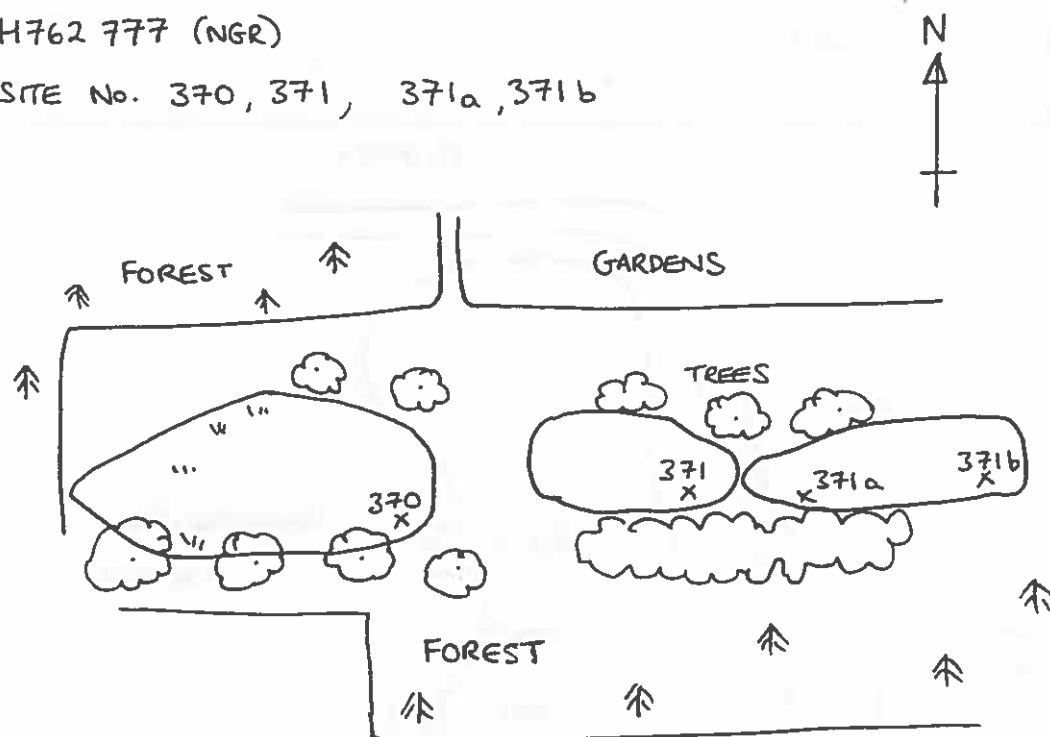 H762 777 (NGR)
N
SITE No. 370, 371, 371a, 371b
FOREST
GARDENS
TREES
370
371
371a
371b
FOREST